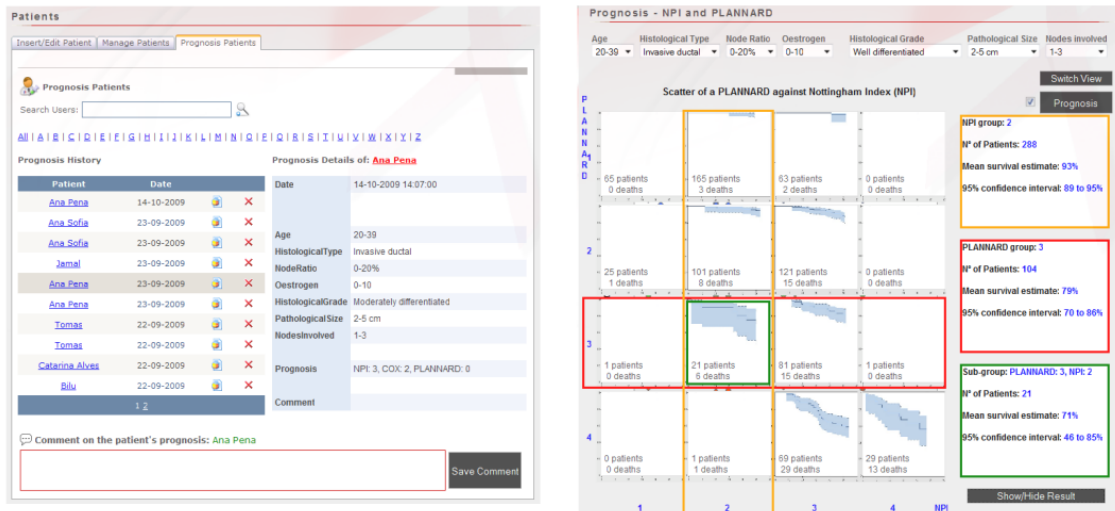 Patients
Insert/Edit Patient Manage Patients Prognosis Patients
Prognosis Patients
Search Users:
All | A | B | C | D | E | F | G | H | I | J | K | L | M | N | O | P | Q | R | S | T | U | V | W | X | Y | Z
Prognosis History
Patient Date
Ana Pena 14-10-2009
Ana Sofia 23-09-2009
Ana Sofia 23-09-2009
Jamal 23-09-2009
Ana Pena 23-09-2009
Ana Pena 23-09-2009
Tomas 22-09-2009
Tomas 22-09-2009
Catarina Alves 22-09-2009
Bilu 22-09-2009
1 2
Prognosis Details of: Ana Pena
Date 14-10-2009 14:07:00
Age 20-39
HistologicalType Invasive ductal
NodeRatio 0-20%
Oestrogen 0-10
HistologicalGrade Moderately differentiated
PathologicalSize 2-5 cm
NodesInvolved 1-3
Prognosis NPI: 3, COX: 2, PLANNARD: 0
Comment
Comment on the patient's prognosis: Ana Pena
Save Comment
Prognosis - NPI and PLANNARD
Age Histological Type Node Ratio Oestrogen Histological Grade Pathological Size Nodes involved
20-39 Invasive ductal 0-20% 0-10 Well differentiated 2-5 cm 1-3
Switch View
Scatter of a PLANNARD against Nottingham Index (NPI)
Prognosis
PLANNARD
1
65 patients 165 patients 63 patients 0 patients
0 deaths 3 deaths 2 deaths 0 deaths
2
25 patients 101 patients 121 patients 0 patients
1 deaths 8 deaths 15 deaths 0 deaths
3
1 patients 21 patients 81 patients 1 patients
0 deaths 6 deaths 15 deaths 0 deaths
4
0 patients 1 patients 69 patients 29 patients
0 deaths 1 deaths 29 deaths 13 deaths
1 2 3 4 NPI
NPI group: 2
Nº of Patients: 288
Mean survival estimate: 93%
95% confidence interval: 89 to 95%
PLANNARD group: 3
Nº of Patients: 104
Mean survival estimate: 79%
95% confidence interval: 70 to 86%
Sub-group: PLANNARD: 3, NPI: 2
Nº of Patients: 21
Mean survival estimate: 71%
95% confidence interval: 46 to 85%
Show/Hide Result